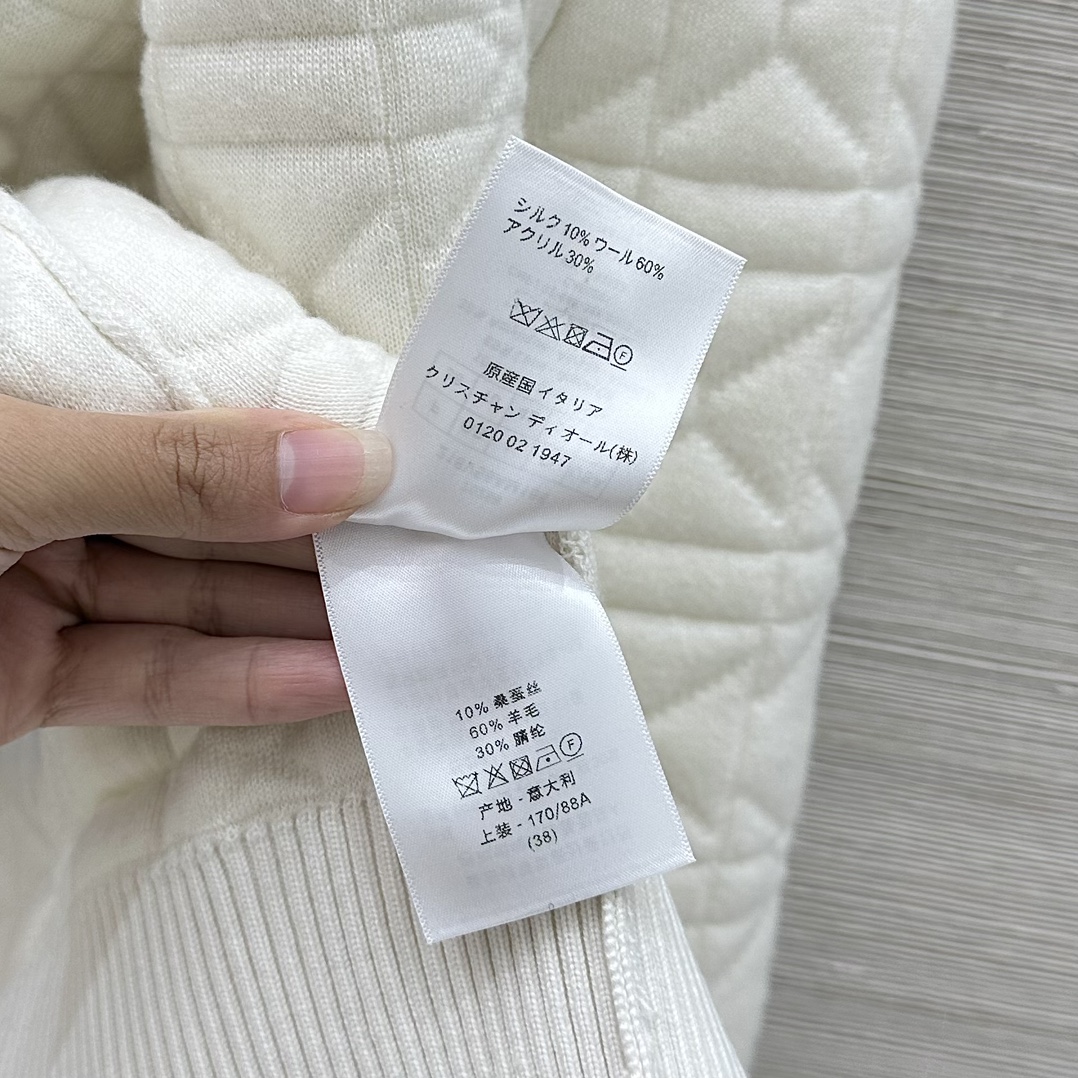 シルク10% ウール60%
アクリル30%
F
原産国イタリア
クリスチャン ディオール(株)
0120 02 1947
10% 桑蚕丝
60% 羊毛
30% 腈纶
F
产地 - 意大利
上装 - 170/88A
(38)